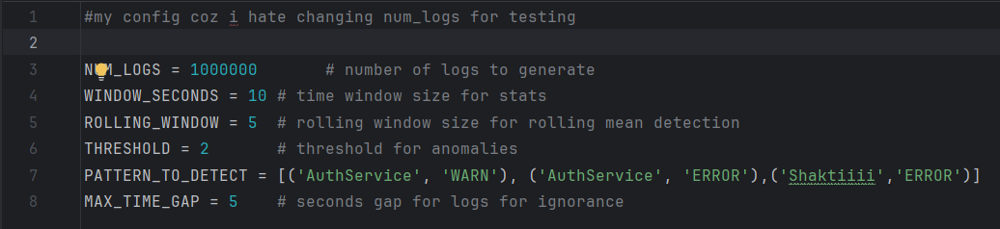 1 #my config coz i hate changing num_logs for testing
2
3 NUM_LOGS = 1000000 # number of logs to generate
4 WINDOW_SECONDS = 10 # time window size for stats
5 ROLLING_WINDOW = 5 # rolling window size for rolling mean detection
6 THRESHOLD = 2 # threshold for anomalies
7 PATTERN_TO_DETECT = [('AuthService', 'WARN'), ('AuthService', 'ERROR'),('Shaktiiii','ERROR')]
8 MAX_TIME_GAP = 5 # seconds gap for logs for ignorance